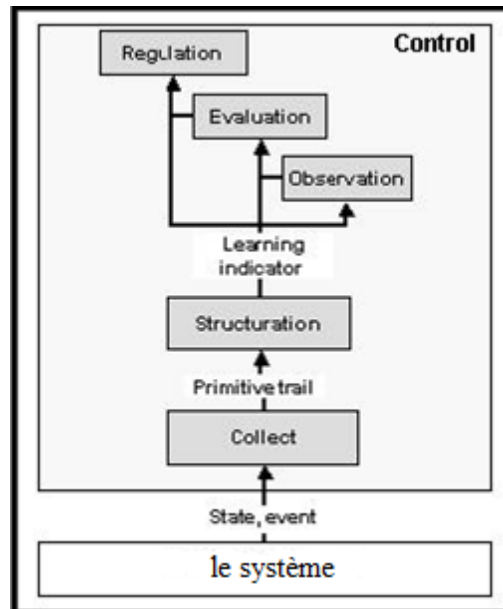 Control
Regulation
Evaluation
Observation
Learning
indicator
Structuration
Primitive trail
Collect
State, event
le système